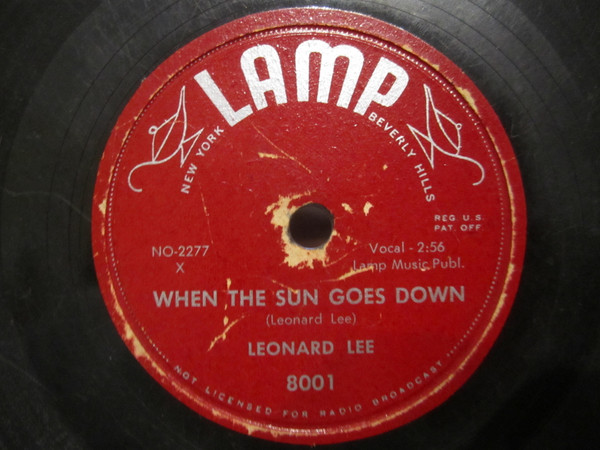 LAMP
NEW YORK
BEVERLY HILLS
REG. U.S.
PAT. OFF
NO-2277
X
Vocal - 2:56
Lamp Music Publ.
WHEN THE SUN GOES DOWN
(Leonard Lee)
LEONARD LEE
8001
NOT LICENSED FOR RADIO BROADCAST